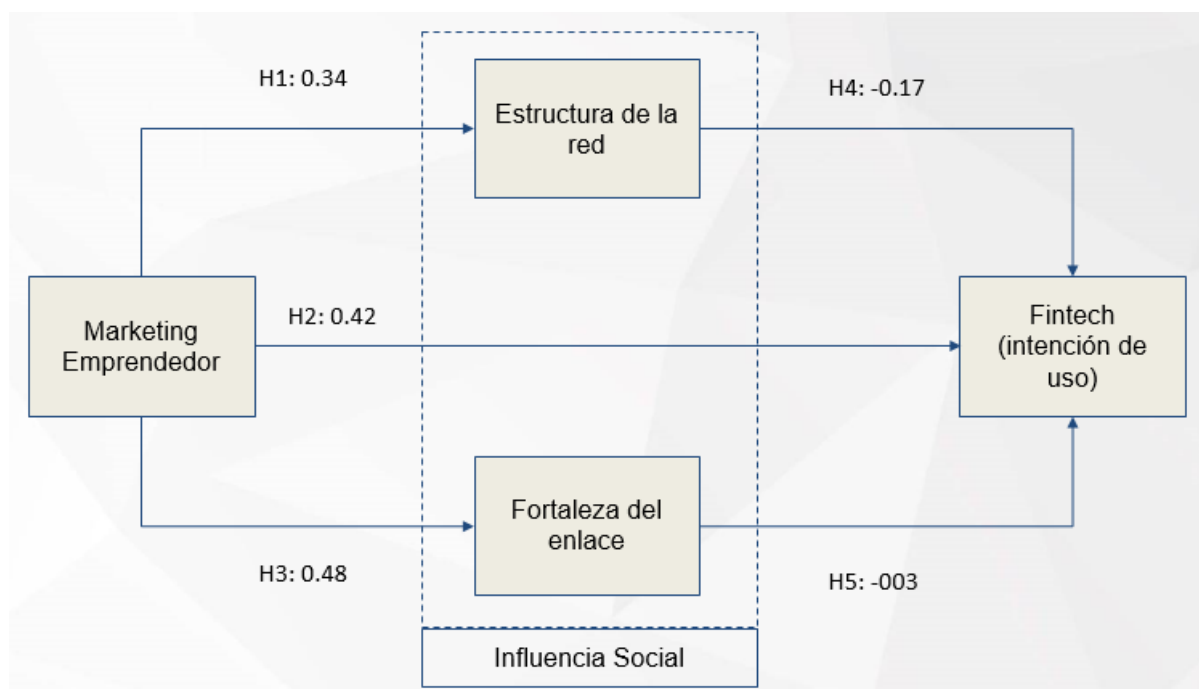 H1: 0.34
Estructura de la
red
H4: -0.17
Marketing
Emprendedor
H2: 0.42
Fintech
(intención de
uso)
Fortaleza del
enlace
H3: 0.48
H5: -003
Influencia Social